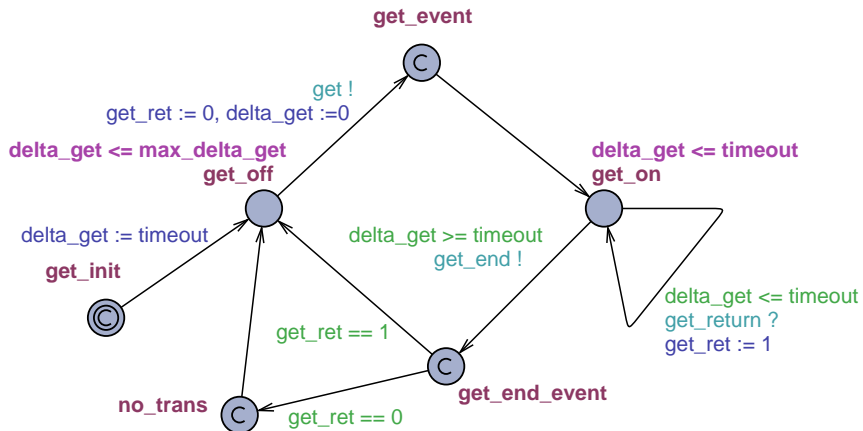 get_event
C
get !
get_ret := 0, delta_get :=0
delta_get <= max_delta_get
get_off
delta_get <= timeout
get_on
delta_get := timeout
get_init
C
delta_get >= timeout
get_end !
delta_get <= timeout
get_return ?
get_ret := 1
get_ret == 1
C
get_end_event
no_trans
C
get_ret == 0